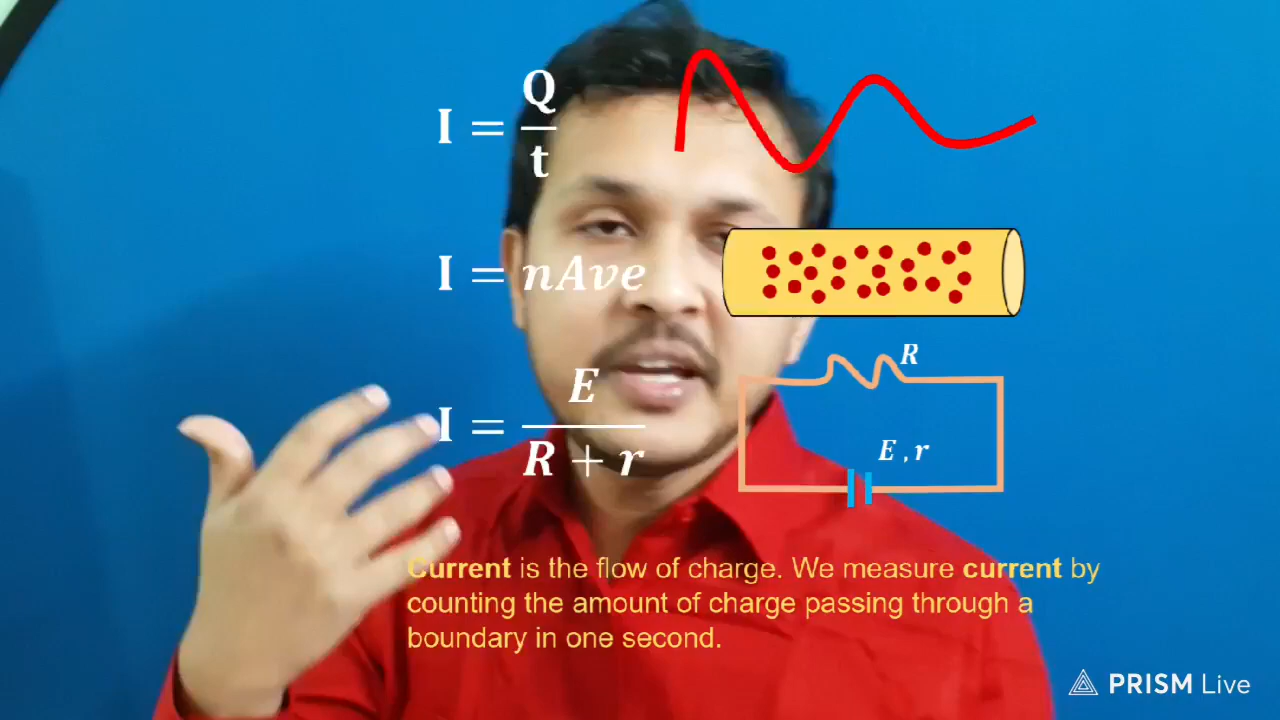 I = Q/t
I = nAve
I = E/(R + r)
R
E , r
Current is the flow of charge. We measure current by
counting the amount of charge passing through a
boundary in one second.
PRISM Live